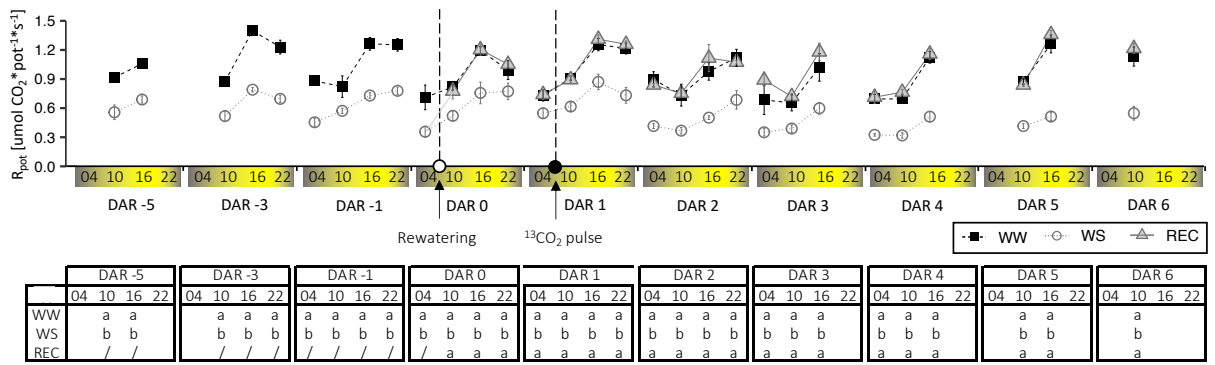 1.5
1.2
0.9
0.6
0.3
0.0
R_pot [umol CO₂*pot⁻¹*s⁻¹]
04 10 16 22 04 10 16 22 04 10 16 22 04 10 16 22 04 10 16 22 04 10 16 22 04 10 16 22 04 10 16 22 04 10 16 22 04 10 16 22
DAR -5 DAR -3 DAR -1 DAR 0 DAR 1 DAR 2 DAR 3 DAR 4 DAR 5 DAR 6
Rewatering ¹³CO₂ pulse
WW WS REC
DAR -5 DAR -3 DAR -1 DAR 0 DAR 1 DAR 2 DAR 3 DAR 4 DAR 5 DAR 6
04 10 16 22 04 10 16 22 04 10 16 22 04 10 16 22 04 10 16 22 04 10 16 22 04 10 16 22 04 10 16 22 04 10 16 22 04 10 16 22
WW a a a a a a a a a a a a a a a a a a a a a a a a a a a a a a
WS b b b b b b b b b b b b b b b b b b b b b b b b b b b b b b
REC / / / / / / / / / / a a a a a a a a a a a a a a a a a a a a